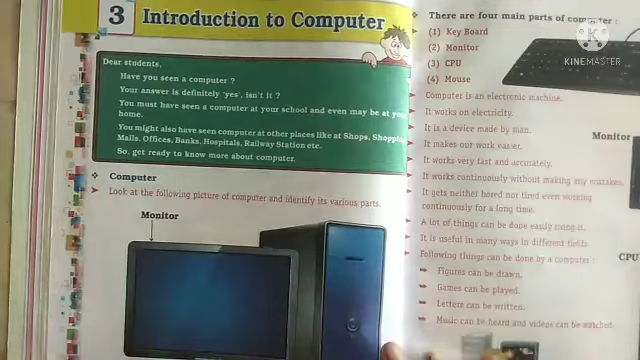 3 Introduction to Computer
Dear students,
Have you seen a computer ?
Your answer is definitely 'yes', isn't it ?
You must have seen a computer at your school and even may be at your
home.
You might also have seen computer at other places like at Shops, Shopping
Malls, Offices, Banks, Hospitals, Railway Station etc.
So, get ready to know more about computer.
Computer
Look at the following picture of computer and identify its various parts.
Monitor
There are four main parts of computer :
(1) Key Board
(2) Monitor
(3) CPU
(4) Mouse
Computer is an electronic machine.
It works on electricity.
It is a device made by man.
It makes our work easier.
It works very fast and accurately.
It works continuously without making any mistakes.
It gets neither bored not tired even working
continuously for a long time.
A lot of things can be done easily using it.
It is useful in many ways in different fields
Following things can be done by a computer :
Figures can be drawn.
Games can be played.
Letters can be written.
Music can be heard and videos can be watched.
Monitor
CPU
KINEMASTER